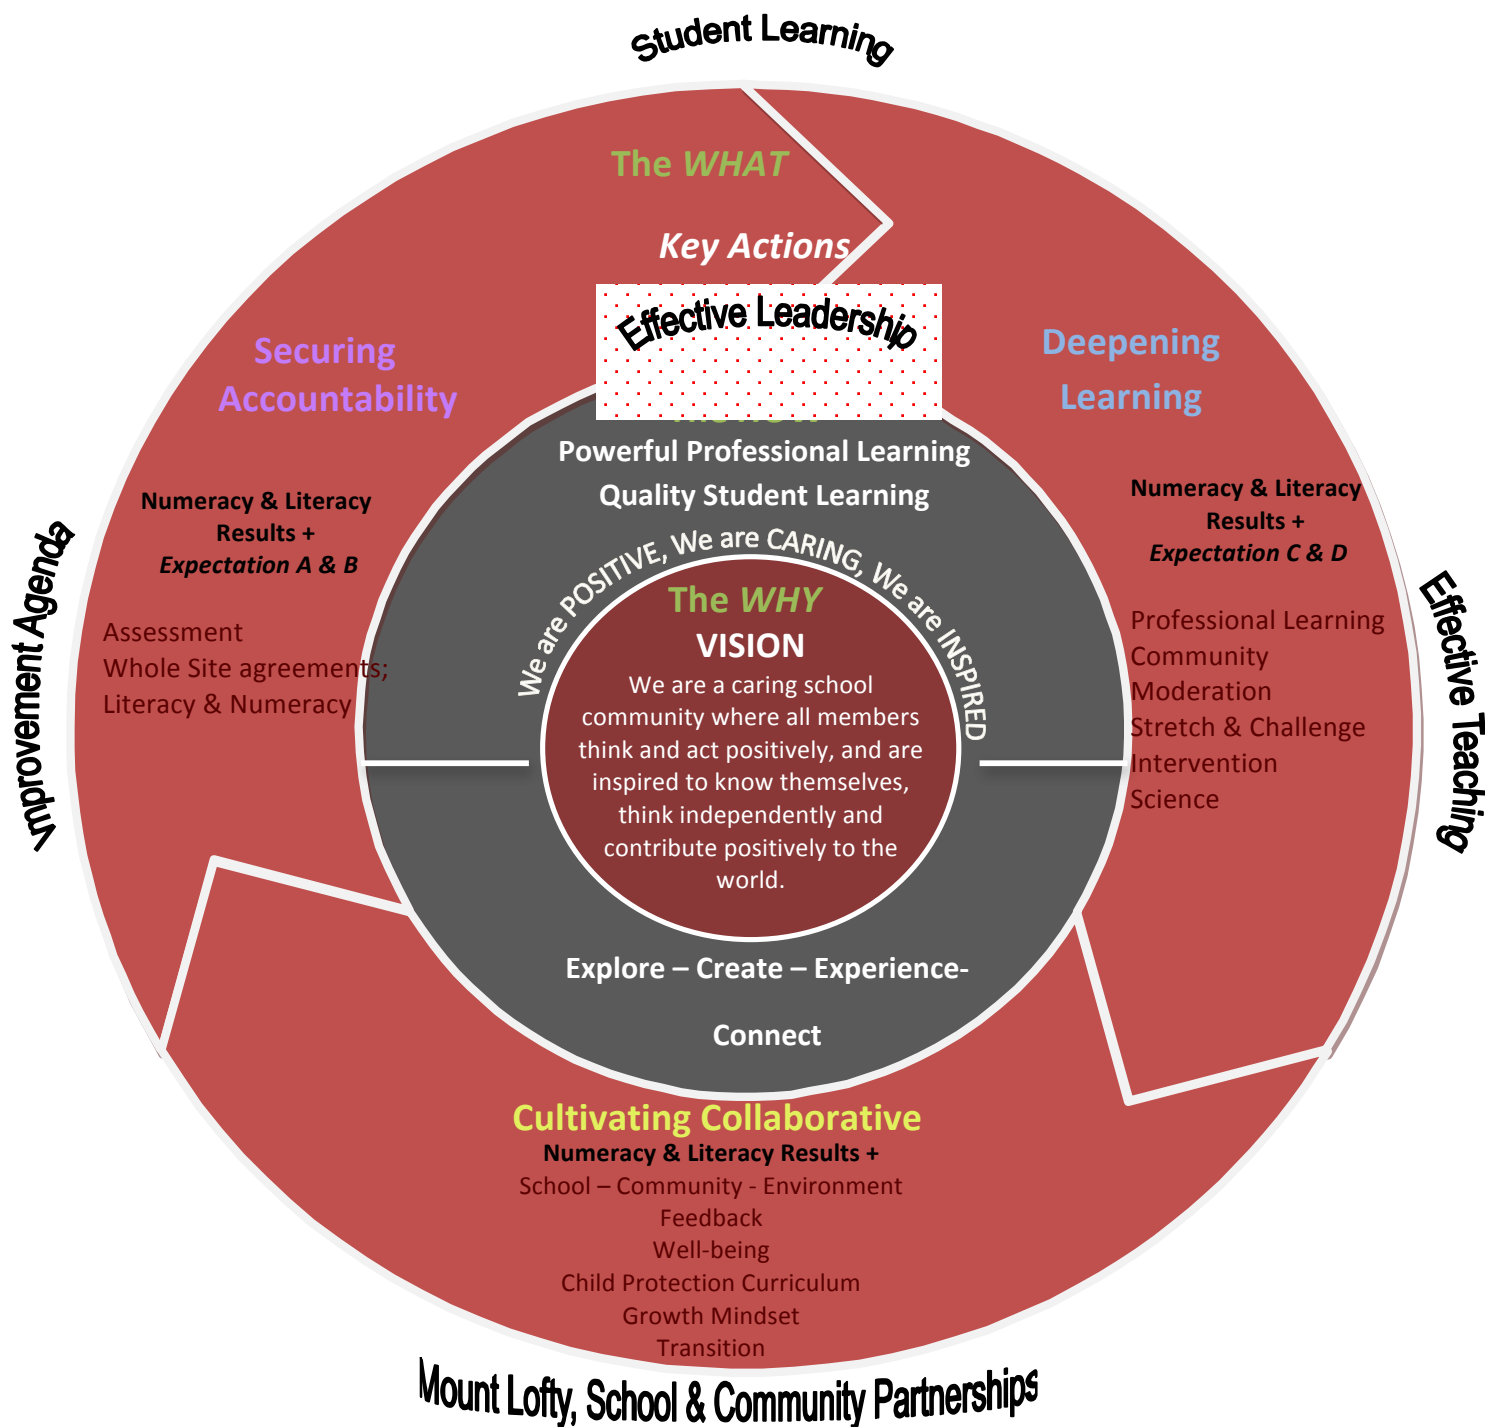 Student Learning
The WHAT
Key Actions
Effective Leadership
Securing
Accountability
Numeracy & Literacy
Results +
Expectation A & B
Assessment
Whole Site agreements;
Literacy & Numeracy
Deepening
Learning
Numeracy & Literacy
Results +
Expectation C & D
Professional Learning
Community
Moderation
Stretch & Challenge
Intervention
Science
Improvement Agenda
Effective Teaching
Powerful Professional Learning
Quality Student Learning
We are POSITIVE, We are CARING, We are INSPIRED
The WHY
VISION
We are a caring school
community where all members
think and act positively, and are
inspired to know themselves,
think independently and
contribute positively to the
world.
Explore – Create – Experience-
Connect
Cultivating Collaborative
Numeracy & Literacy Results +
School – Community - Environment
Feedback
Well-being
Child Protection Curriculum
Growth Mindset
Transition
Mount Lofty, School & Community Partnerships